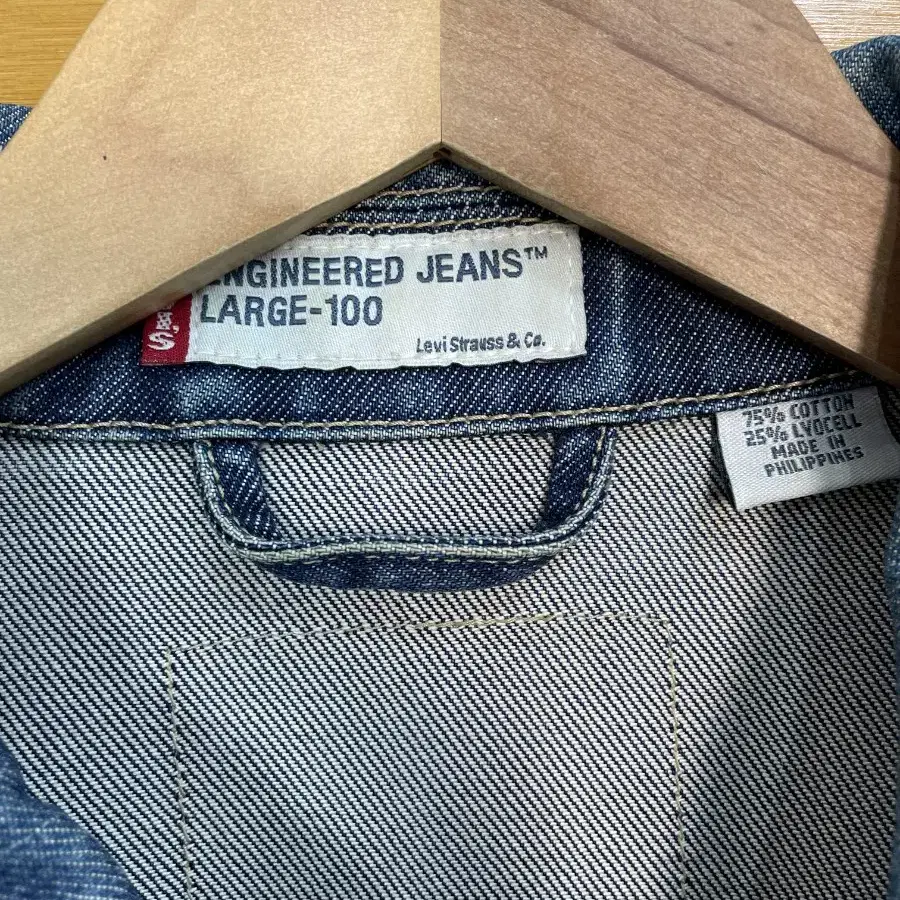 ENGINEERED JEANS™
LARGE-100
Levi Strauss & Co.
75% COTTON
25% LYOCELL
MADE IN
PHILIPPINES